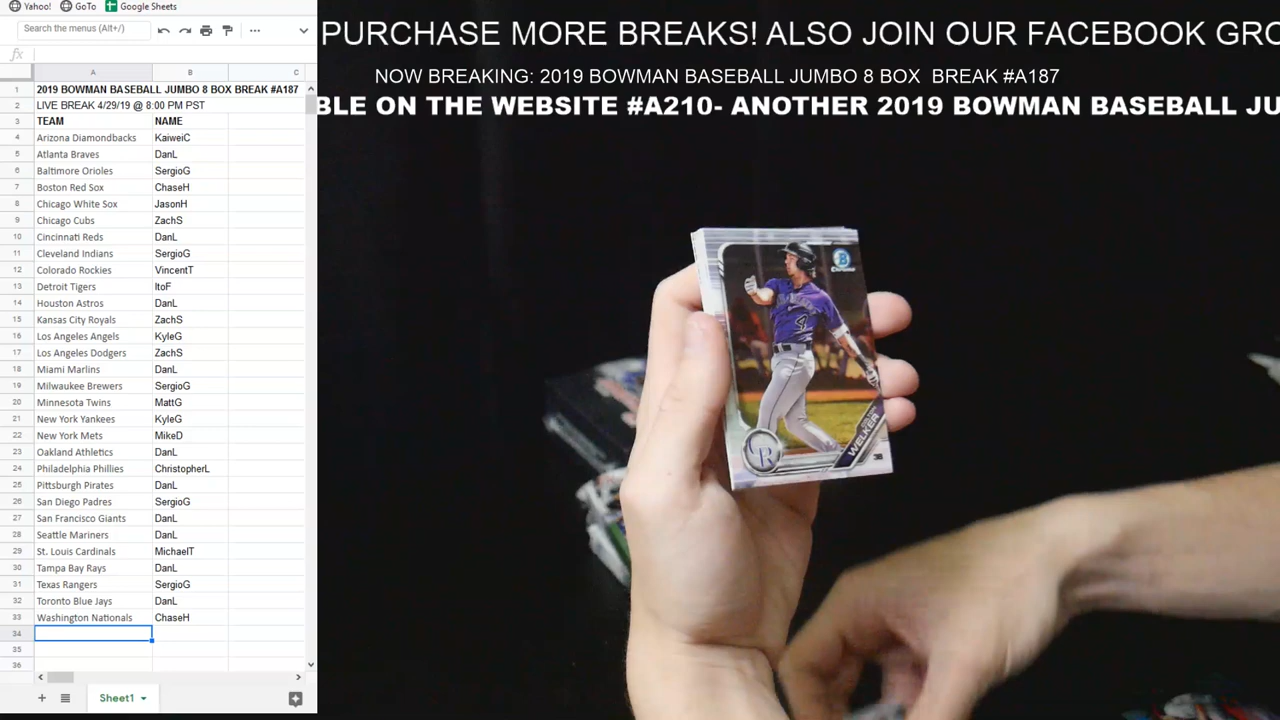 Yahoo! GoTo Google Sheets
Search the menus (Alt+/)
fx
A B C
1 2019 BOWMAN BASEBALL JUMBO 8 BOX BREAK #A187
2 LIVE BREAK 4/29/19 @ 8:00 PM PST
3 TEAM NAME
4 Arizona Diamondbacks KaiweiC
5 Atlanta Braves DanL
6 Baltimore Orioles SergioG
7 Boston Red Sox ChaseH
8 Chicago White Sox JasonH
9 Chicago Cubs ZachS
10 Cincinnati Reds DanL
11 Cleveland Indians SergioG
12 Colorado Rockies VincentT
13 Detroit Tigers ItoF
14 Houston Astros DanL
15 Kansas City Royals ZachS
16 Los Angeles Angels KyleG
17 Los Angeles Dodgers ZachS
18 Miami Marlins DanL
19 Milwaukee Brewers SergioG
20 Minnesota Twins MattG
21 New York Yankees KyleG
22 New York Mets MikeD
23 Oakland Athletics DanL
24 Philadelphia Phillies ChristopherL
25 Pittsburgh Pirates DanL
26 San Diego Padres SergioG
27 San Francisco Giants DanL
28 Seattle Mariners DanL
29 St. Louis Cardinals MichaelT
30 Tampa Bay Rays DanL
31 Texas Rangers SergioG
32 Toronto Blue Jays DanL
33 Washington Nationals ChaseH
34
35
36
Sheet1
PURCHASE MORE BREAKS! ALSO JOIN OUR FACEBOOK GRO
NOW BREAKING: 2019 BOWMAN BASEBALL JUMBO 8 BOX BREAK #A187
BLE ON THE WEBSITE #A210- ANOTHER 2019 BOWMAN BASEBALL JU
B
Chrome
4
CR
WELKER
3B